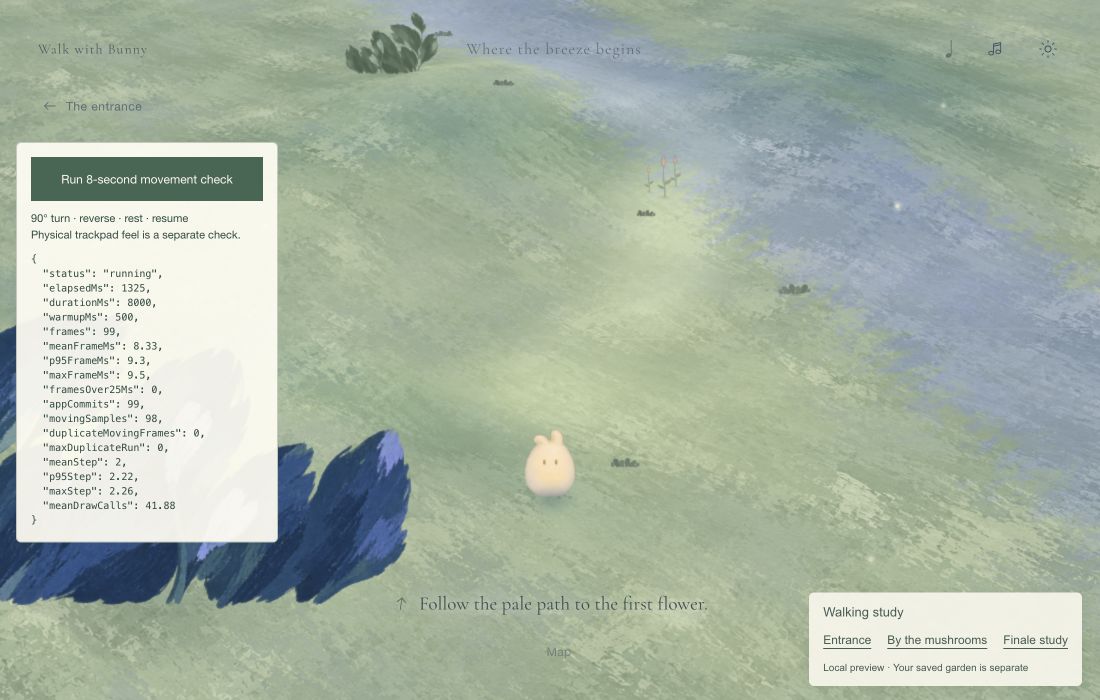 Walk with Bunny
Where the breeze begins
← The entrance
Run 8-second movement check
90° turn · reverse · rest · resume
Physical trackpad feel is a separate check.
{
  "status": "running",
  "elapsedMs": 1325,
  "durationMs": 8000,
  "warmupMs": 500,
  "frames": 99,
  "meanFrameMs": 8.33,
  "p95FrameMs": 9.3,
  "maxFrameMs": 9.5,
  "framesOver25Ms": 0,
  "appCommits": 99,
  "movingSamples": 98,
  "duplicateMovingFrames": 0,
  "maxDuplicateRun": 0,
  "meanStep": 2,
  "p95Step": 2.22,
  "maxStep": 2.26,
  "meanDrawCalls": 41.88
}
↑ Follow the pale path to the first flower.
Map
Walking study
Entrance By the mushrooms Finale study
Local preview · Your saved garden is separate